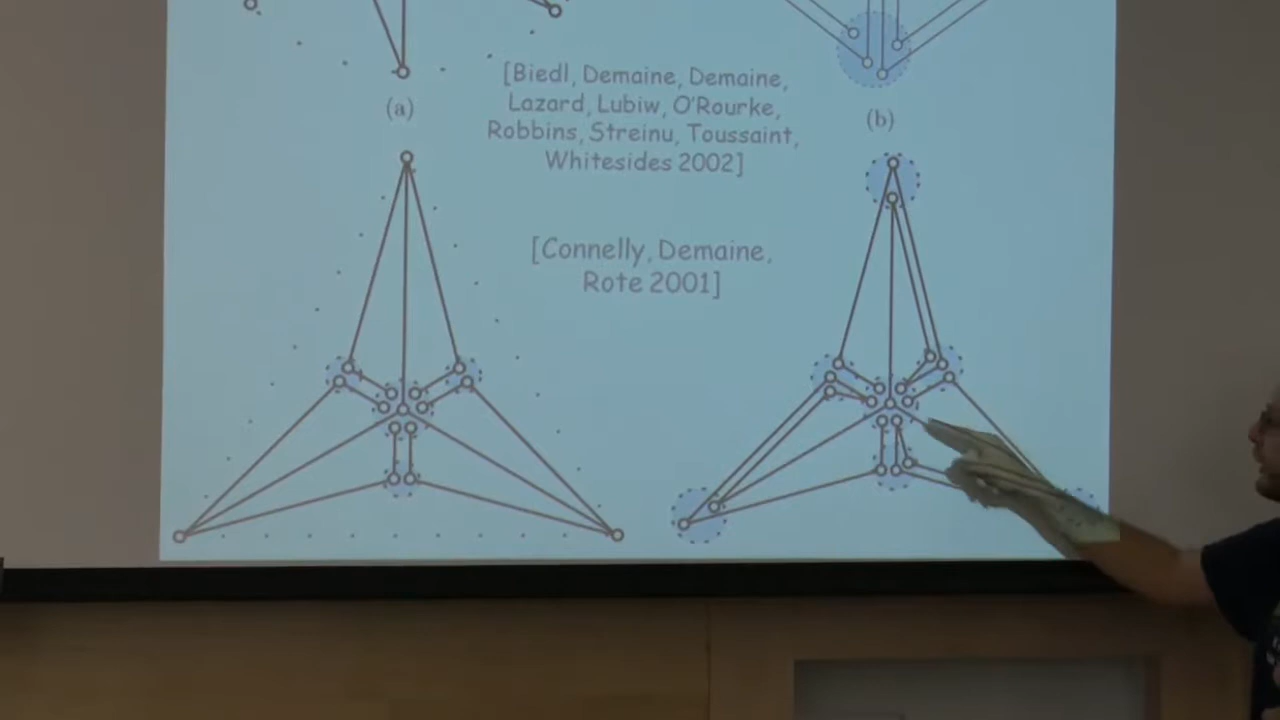 [Biedl, Demaine, Demaine,
Lazard, Lubiw, O'Rourke,
Robbins, Streinu, Toussaint,
Whitesides 2002]
(a)
(b)
[Connelly, Demaine,
Rote 2001]